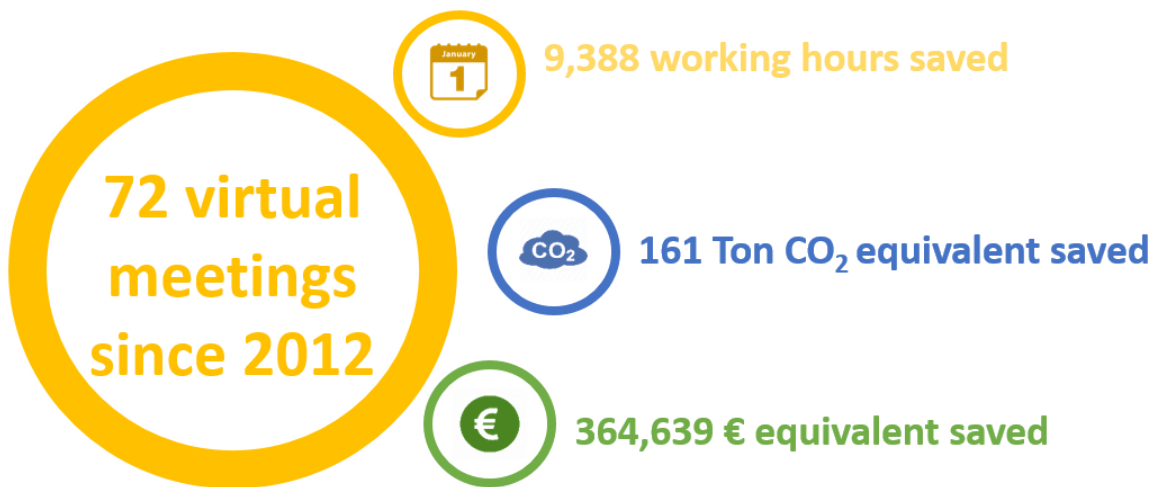 January
1
9,388 working hours saved
72 virtual
meetings
since 2012
CO₂
161 Ton CO₂ equivalent saved
€
364,639 € equivalent saved